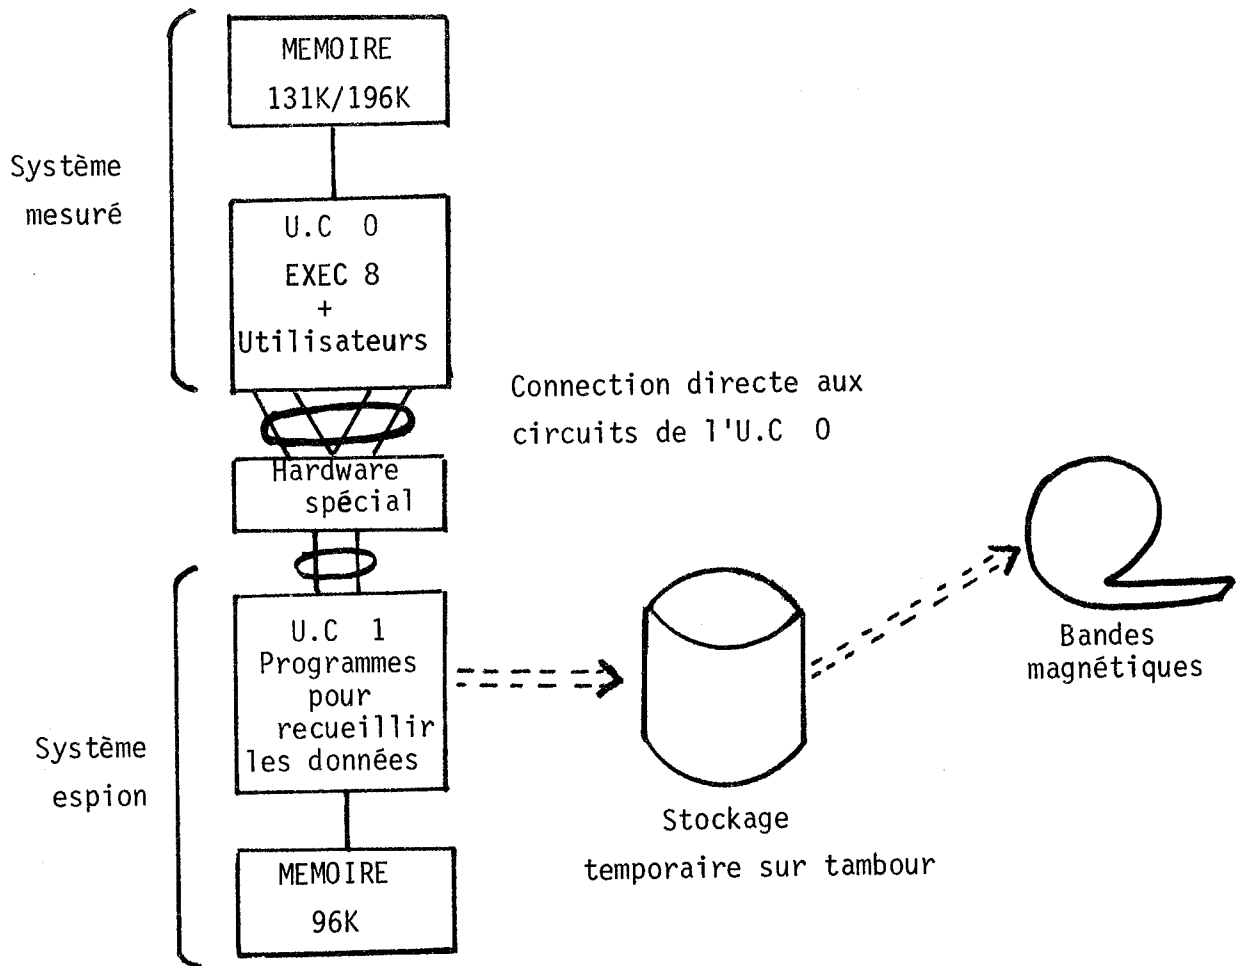 MEMOIRE
131K/196K
Système
mesuré
U.C 0
EXEC 8
+
Utilisateurs
Connection directe aux
circuits de l'U.C 0
Hardware
spécial
U.C 1
Programmes
pour
recueillir
les données
Système
espion
Bandes
magnétiques
Stockage
temporaire sur tambour
MEMOIRE
96K